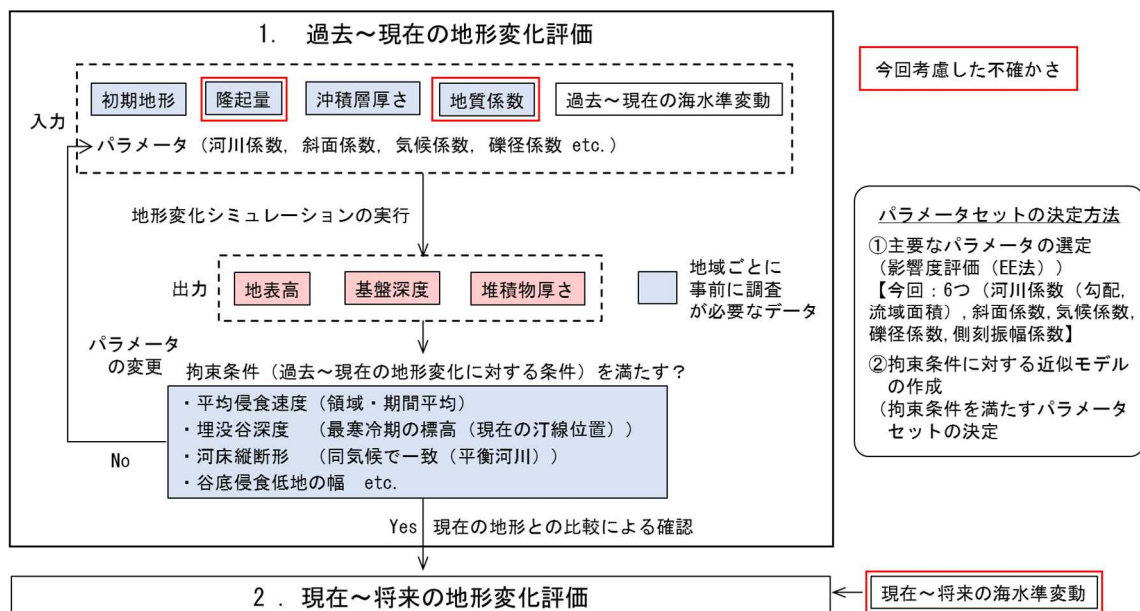 1. 過去～現在の地形変化評価
今回考慮した不確かさ
初期地形 隆起量 沖積層厚さ 地質係数 過去～現在の海水準変動
入力
パラメータ（河川係数, 斜面係数, 気候係数, 礫径係数 etc.）
地形変化シミュレーションの実行
出力
地表高 基盤深度 堆積物厚さ
地域ごとに
事前に調査
が必要なデータ
パラメータ
の変更
拘束条件（過去～現在の地形変化に対する条件）を満たす？
・平均侵食速度（領域・期間平均）
・埋没谷深度 （最寒冷期の標高（現在の汀線位置））
・河床縦断形 （同気候で一致（平衡河川））
・谷底侵食低地の幅 etc.
No
Yes 現在の地形との比較による確認
パラメータセットの決定方法
①主要なパラメータの選定
（影響度評価（EE法））
【今回：6つ（河川係数（勾配,
流域面積）, 斜面係数, 気候係数,
礫径係数, 側刻振幅係数】
②拘束条件に対する近似モデル
の作成
（拘束条件を満たすパラメータ
セットの決定
2. 現在～将来の地形変化評価
現在～将来の海水準変動